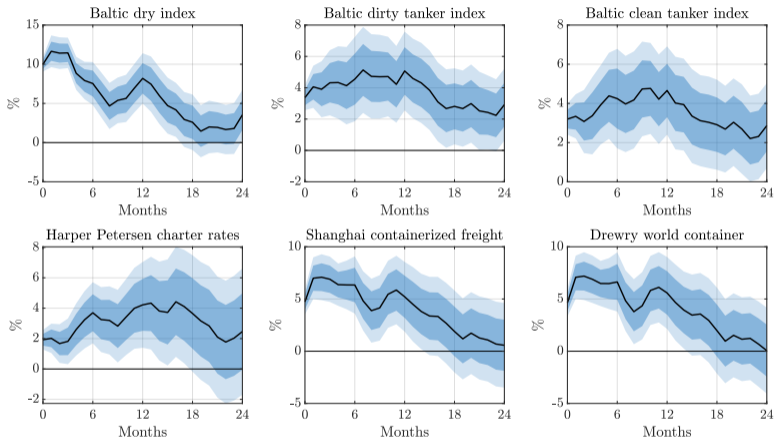 Baltic dry index
15
10
5
0
-5
%
0 6 12 18 24
Months
Baltic dirty tanker index
8
6
4
2
0
-2
%
0 6 12 18 24
Months
Baltic clean tanker index
8
6
4
2
0
%
0 6 12 18 24
Months
Harper Petersen charter rates
8
6
4
2
0
-2
%
0 6 12 18 24
Months
Shanghai containerized freight
10
5
0
-5
%
0 6 12 18 24
Months
Drewry world container
10
5
0
-5
%
0 6 12 18 24
Months